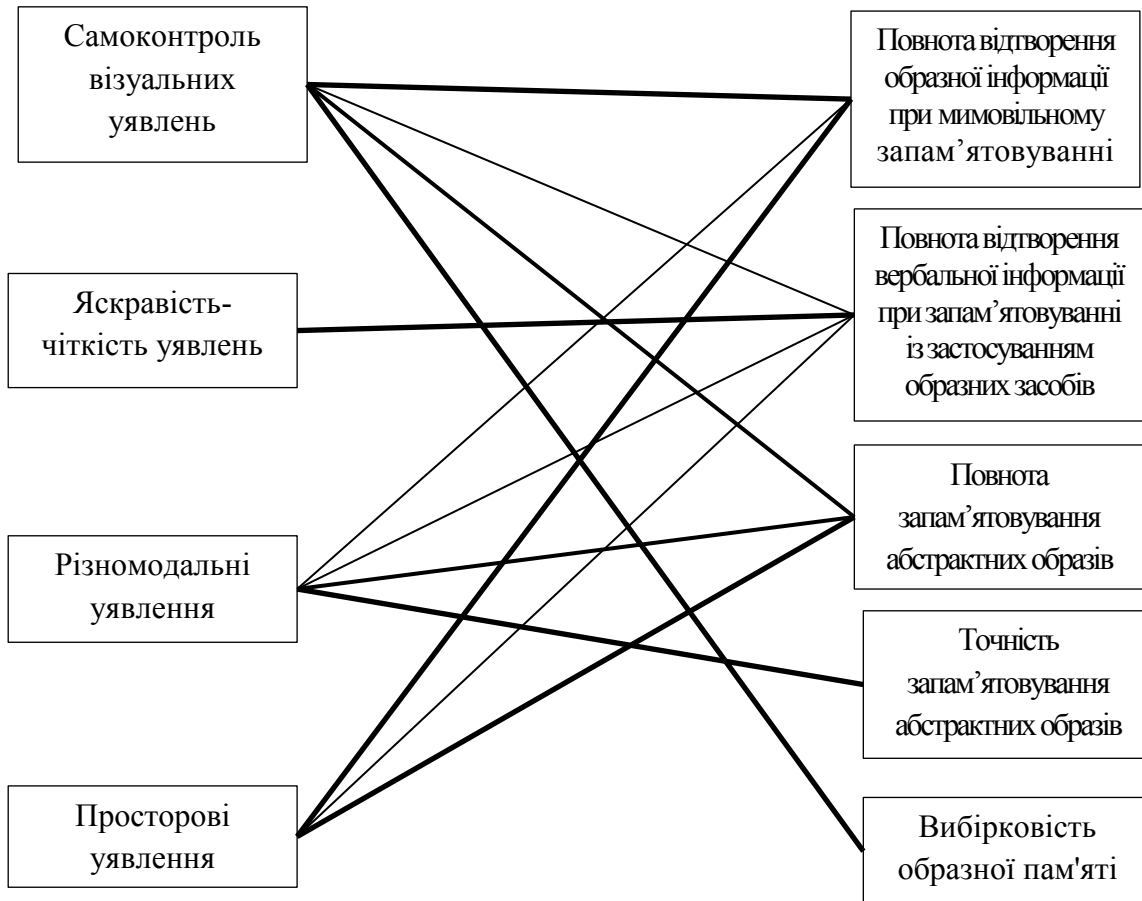 Самоконтроль
візуальних
уявлень
Яскравість-
чіткість уявлень
Різномодальні
уявлення
Просторові
уявлення
Повнота відтворення
образної інформації
при мимовільному
запам’ятовуванні
Повнота відтворення
вербальної інформації
при запам’ятовуванні
із застосуванням
образних засобів
Повнота
запам’ятовування
абстрактних образів
Точність
запам’ятовування
абстрактних образів
Вибірковість
образної пам'яті